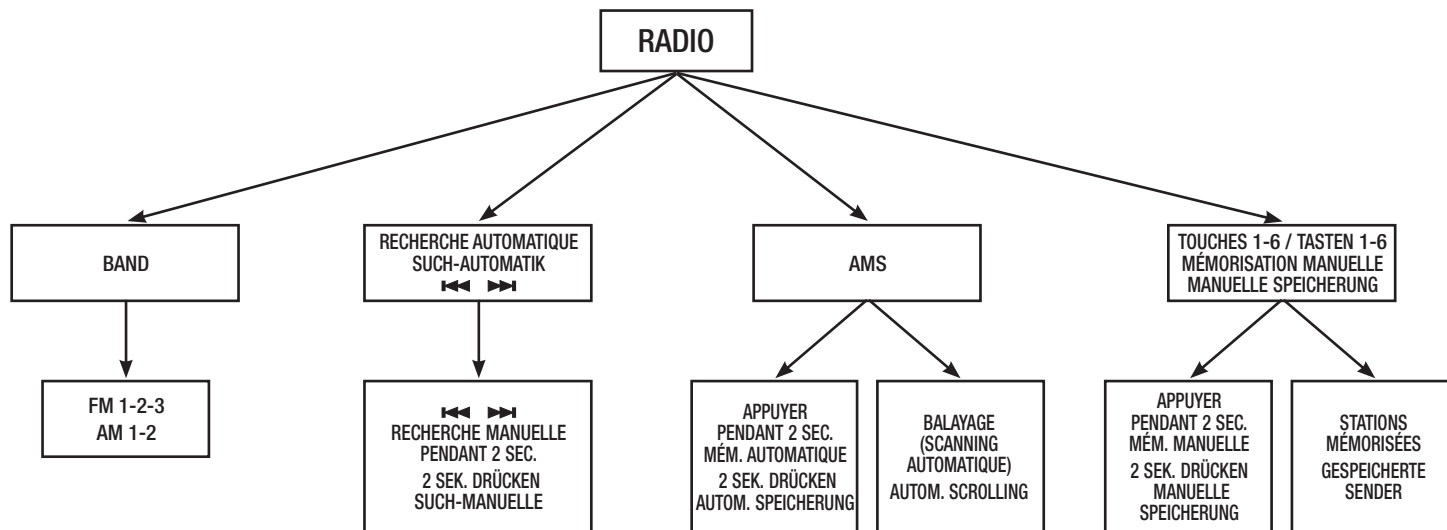 RADIO
BAND
RECHERCHE AUTOMATIQUE
SUCH-AUTOMATIK
AMS
TOUCHES 1-6 / TASTEN 1-6
MÉMORISATION MANUELLE
MANUELLE SPEICHERUNG
FM 1-2-3
AM 1-2
RECHERCHE MANUELLE
PENDANT 2 SEC.
2 SEK. DRÜCKEN
SUCH-MANUELLE
APPUYER
PENDANT 2 SEC.
MÉM. AUTOMATIQUE
2 SEK. DRÜCKEN
AUTOM. SPEICHERUNG
BALAYAGE
(SCANNING
AUTOMATIQUE)
AUTOM. SCROLLING
APPUYER
PENDANT 2 SEC.
MÉM. MANUELLE
2 SEK. DRÜCKEN
MANUELLE
SPEICHERUNG
STATIONS
MÉMORISÉES
GESPEICHERTE
SENDER